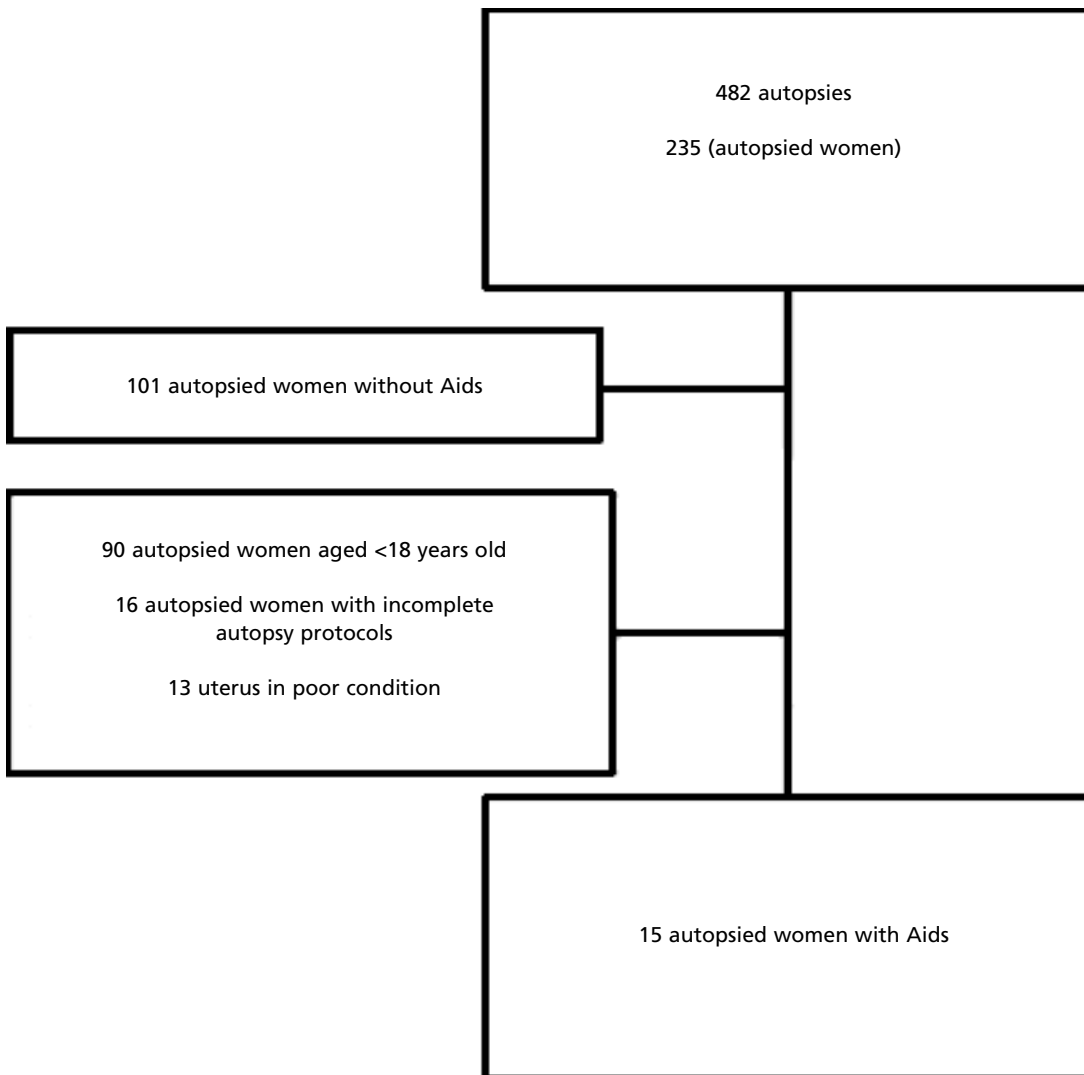 482 autopsies
235 (autopsied women)
101 autopsied women without Aids
90 autopsied women aged <18 years old
16 autopsied women with incomplete
autopsy protocols
13 uterus in poor condition
15 autopsied women with Aids